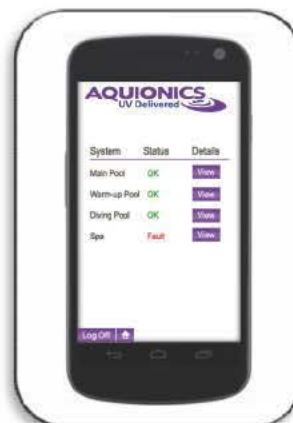 AQUIONICS
UV Delivered
System Status Details
Main Pool OK View
Warm-up Pool OK View
Diving Pool OK View
Spa Fault View
Log Off